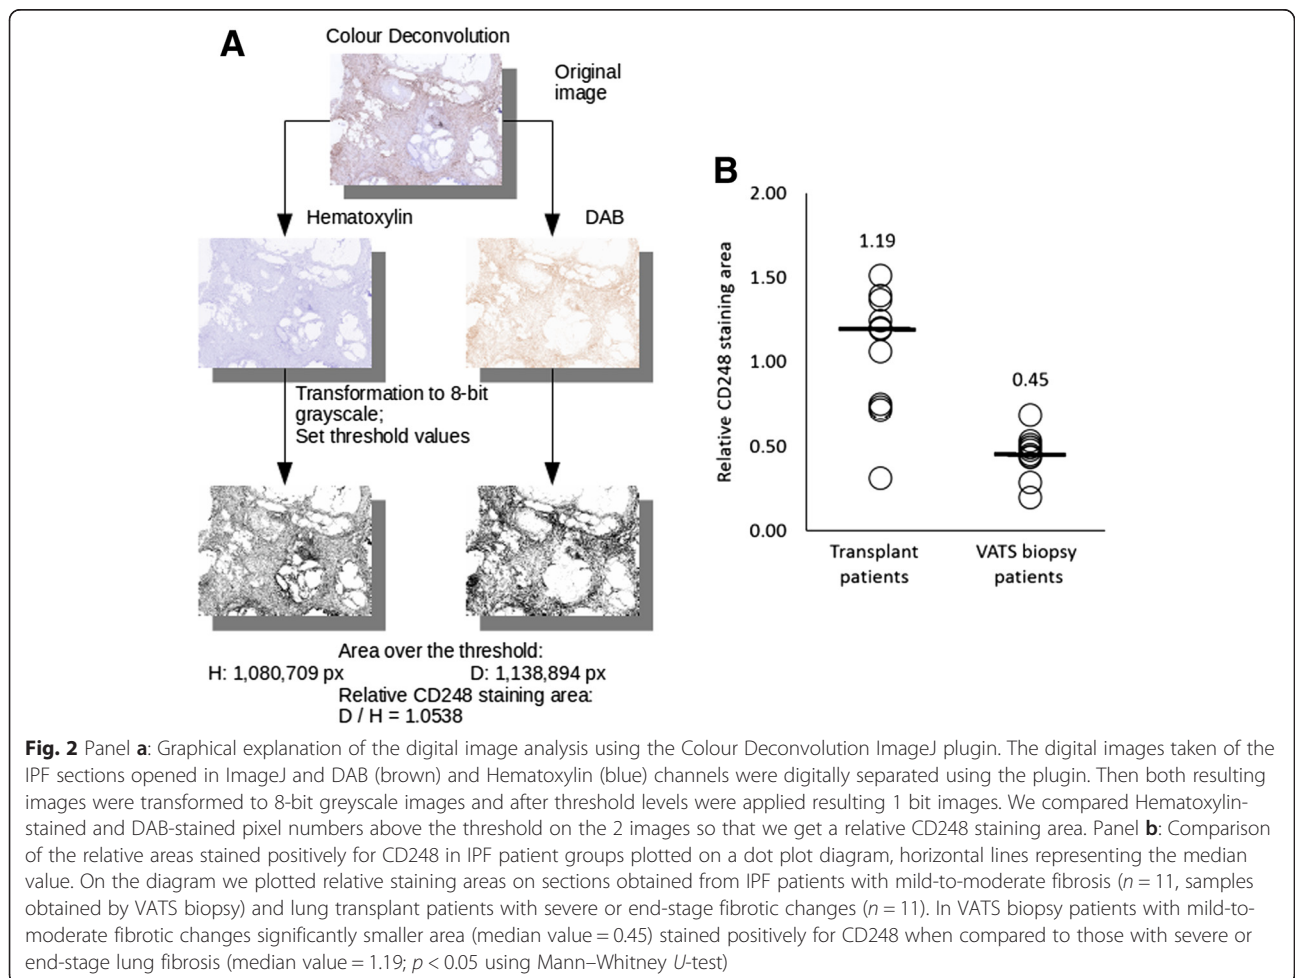 A
Colour Deconvolution
Original
image
Hematoxylin
DAB
Transformation to 8-bit
grayscale;
Set threshold values
Area over the threshold:
H: 1,080,709 px
D: 1,138,894 px
Relative CD248 staining area:
D / H = 1.0538
B
Relative CD248 staining area
2.00
1.50
1.00
0.50
0.00
1.19
0.45
Transplant
patients
VATS biopsy
patients
Fig. 2 Panel a: Graphical explanation of the digital image analysis using the Colour Deconvolution ImageJ plugin. The digital images taken of the
IPF sections opened in ImageJ and DAB (brown) and Hematoxylin (blue) channels were digitally separated using the plugin. Then both resulting
images were transformed to 8-bit greyscale images and after threshold levels were applied resulting 1 bit images. We compared Hematoxylin-
stained and DAB-stained pixel numbers above the threshold on the 2 images so that we get a relative CD248 staining area. Panel b: Comparison
of the relative areas stained positively for CD248 in IPF patient groups plotted on a dot plot diagram, horizontal lines representing the median
value. On the diagram we plotted relative staining areas on sections obtained from IPF patients with mild-to-moderate fibrosis (n = 11, samples
obtained by VATS biopsy) and lung transplant patients with severe or end-stage fibrotic changes (n = 11). In VATS biopsy patients with mild-to-
moderate fibrotic changes significantly smaller area (median value = 0.45) stained positively for CD248 when compared to those with severe or
end-stage lung fibrosis (median value = 1.19; p < 0.05 using Mann–Whitney U-test)